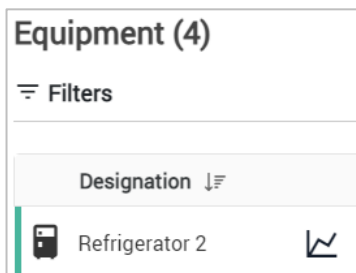 Equipment (4)
Filters
Designation
Refrigerator 2